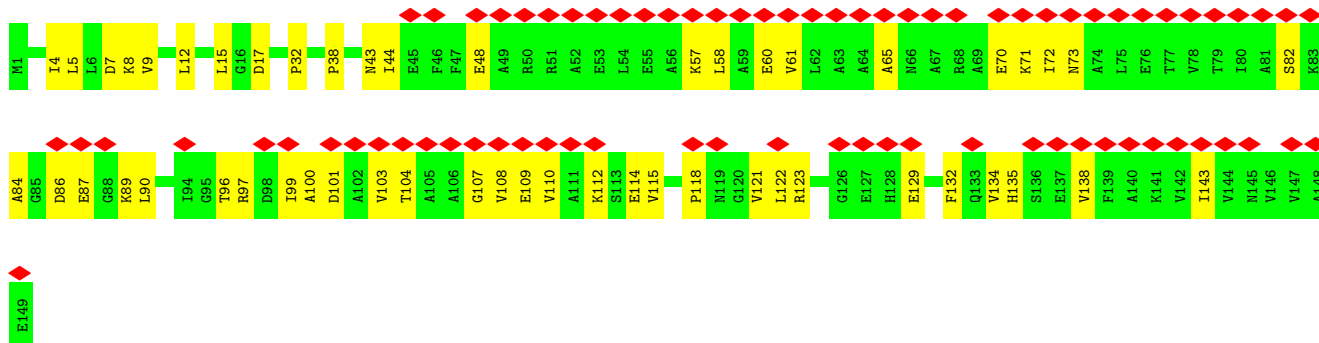 M1 I4 L5 L6 D7 K8 V9 L12 L15 G16 D17 P32 P38 N43 I44 E45 F46 F47 E48 A49 R50 R51 A52 E53 L54 E55 A56 K57 L58 A59 E60 V61 L62 A63 A64 A65 N66 A67 R68 A69 E70 K71 I72 N73 A74 L75 E76 T77 V78 T79 I80 A81 S82 K83
A84 G85 D86 E87 G88 K89 L90 I94 G95 T96 R97 D98 I99 A100 D101 A102 V103 T104 A105 A106 G107 V108 E109 V110 A111 K112 S113 E114 V115 P118 N119 G120 V121 L122 R123 G126 E127 H128 E129 F132 Q133 V134 H135 S136 E137 V138 F139 A140 K141 V142 I143 V144 N145 V146 V147 A148
E149